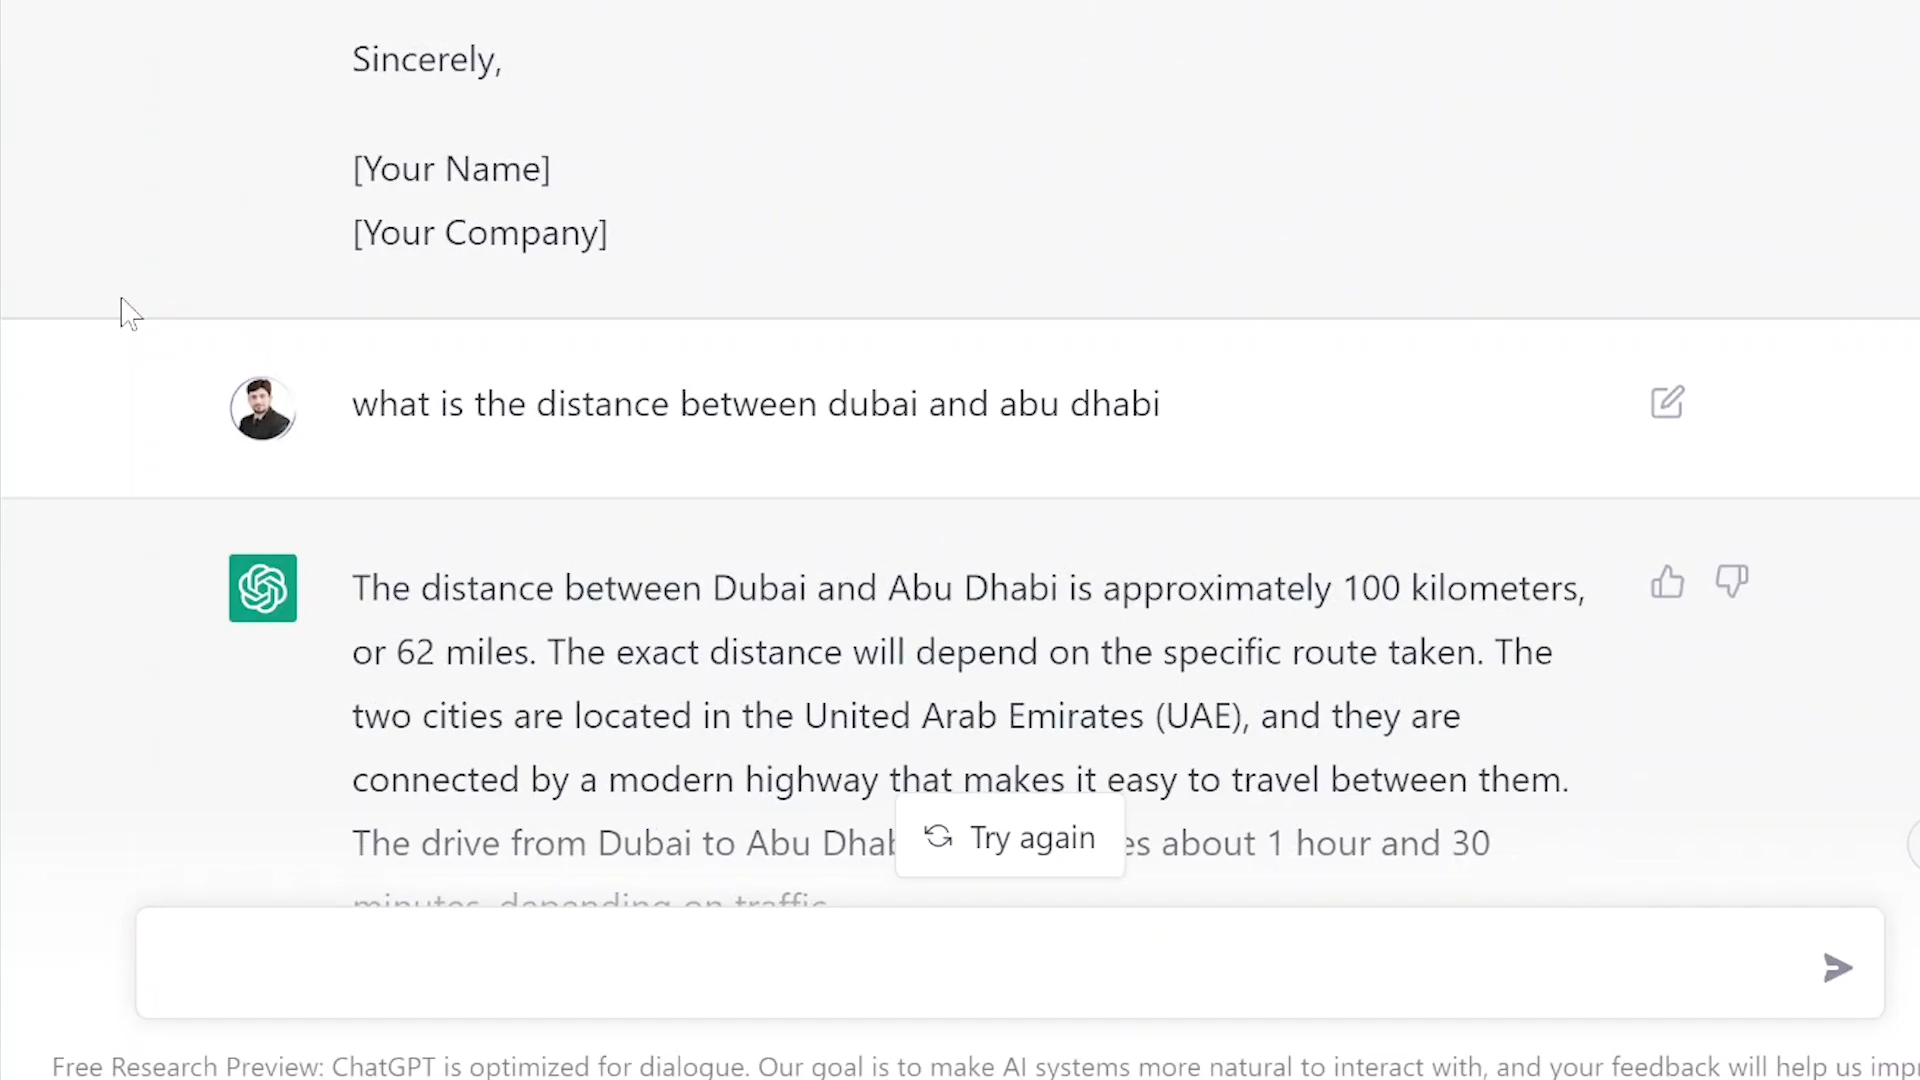 Sincerely,
[Your Name]
[Your Company]
what is the distance between dubai and abu dhabi
The distance between Dubai and Abu Dhabi is approximately 100 kilometers,
or 62 miles. The exact distance will depend on the specific route taken. The
two cities are located in the United Arab Emirates (UAE), and they are
connected by a modern highway that makes it easy to travel between them.
The drive from Dubai to Abu Dhab
Try again
es about 1 hour and 30
minutes, depending on traffic
Free Research Preview: ChatGPT is optimized for dialogue. Our goal is to make AI systems more natural to interact with, and your feedback will help us imp